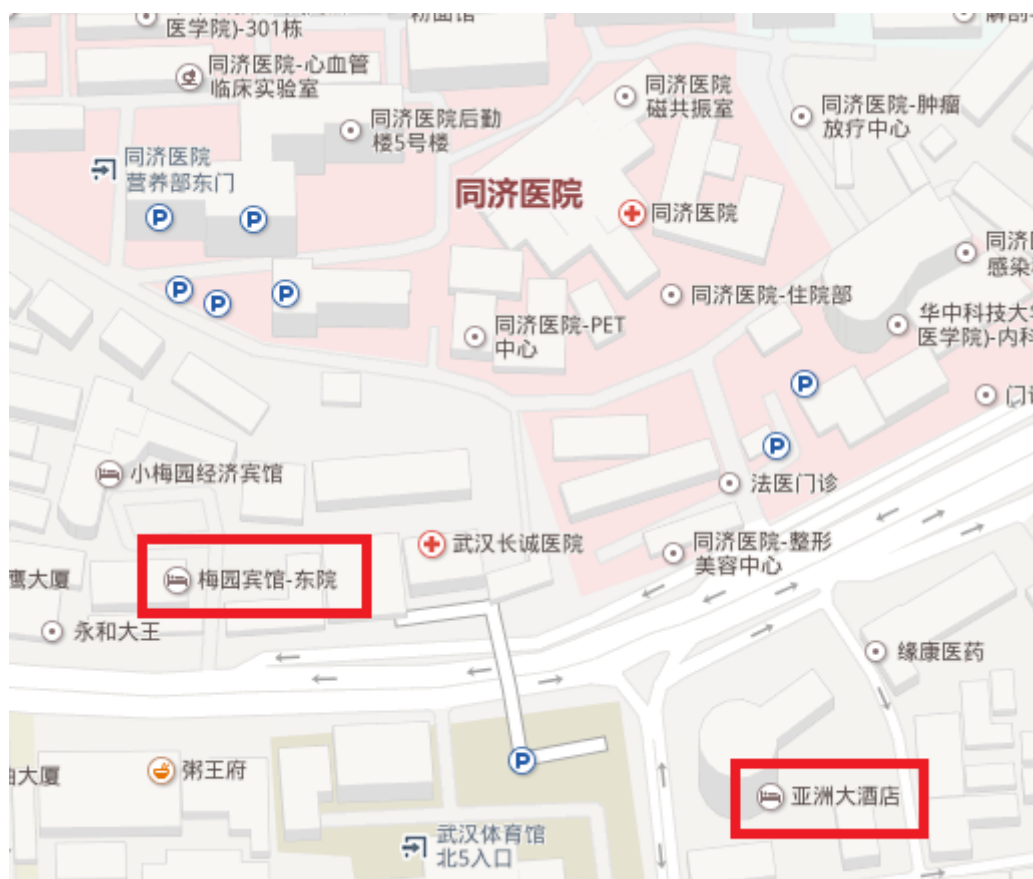 医学院)-301栋
粉面馆
同济医院-心血管
临床实验室
同济医院
磁共振室
同济医院-肿瘤
放疗中心
同济医院后勤
楼5号楼
同济医院
营养部东门
P
P
同济医院
同济医院
同济
感染
P
P
P
同济医院-住院部
华中科技大
医学院)-内科
同济医院-PET
中心
P
门诊
小梅园经济宾馆
P
法医门诊
武汉长诚医院
同济医院-整形
美容中心
鹰大厦
梅园宾馆-东院
永和大王
缘康医药
大厦
粥王府
P
亚洲大酒店
武汉体育馆
北5入口